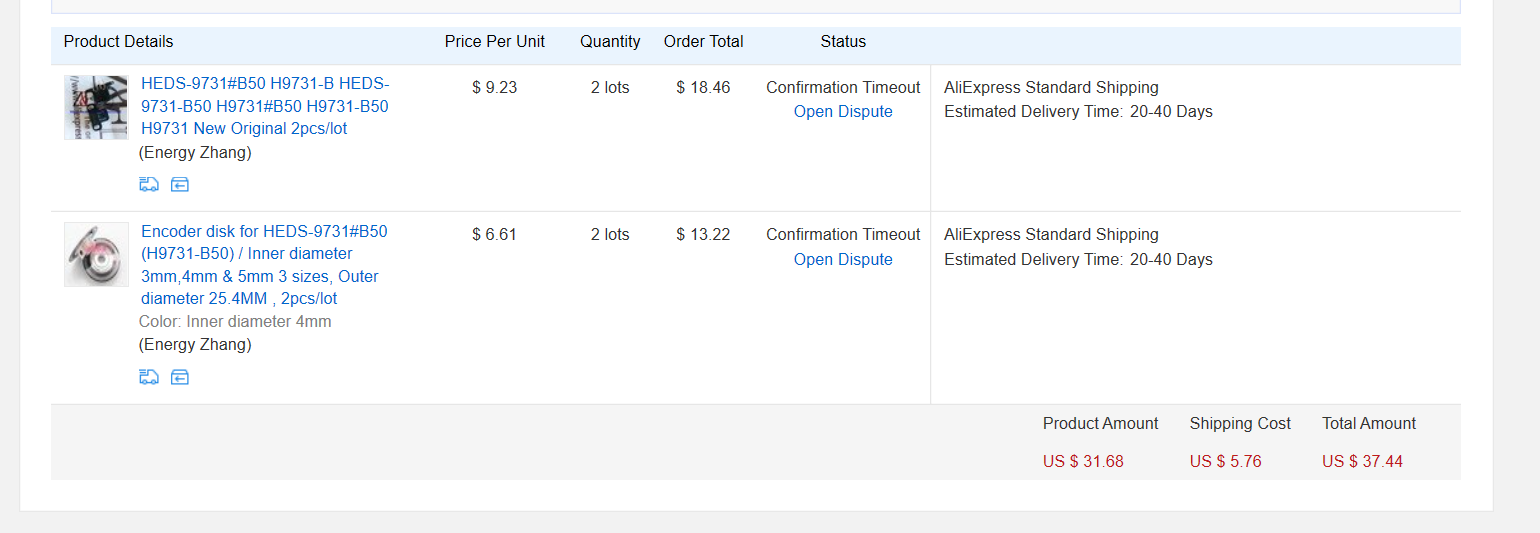 Product Details Price Per Unit Quantity Order Total Status
HEDS-9731#B50 H9731-B HEDS-
9731-B50 H9731#B50 H9731-B50
H9731 New Original 2pcs/lot
(Energy Zhang)
$ 9.23
2 lots
$ 18.46
Confirmation Timeout
Open Dispute
AliExpress Standard Shipping
Estimated Delivery Time: 20-40 Days
Encoder disk for HEDS-9731#B50
(H9731-B50) / Inner diameter
3mm,4mm & 5mm 3 sizes, Outer
diameter 25.4MM , 2pcs/lot
Color: Inner diameter 4mm
(Energy Zhang)
$ 6.61
2 lots
$ 13.22
Confirmation Timeout
Open Dispute
AliExpress Standard Shipping
Estimated Delivery Time: 20-40 Days
Product Amount Shipping Cost Total Amount
US $ 31.68 US $ 5.76 US $ 37.44